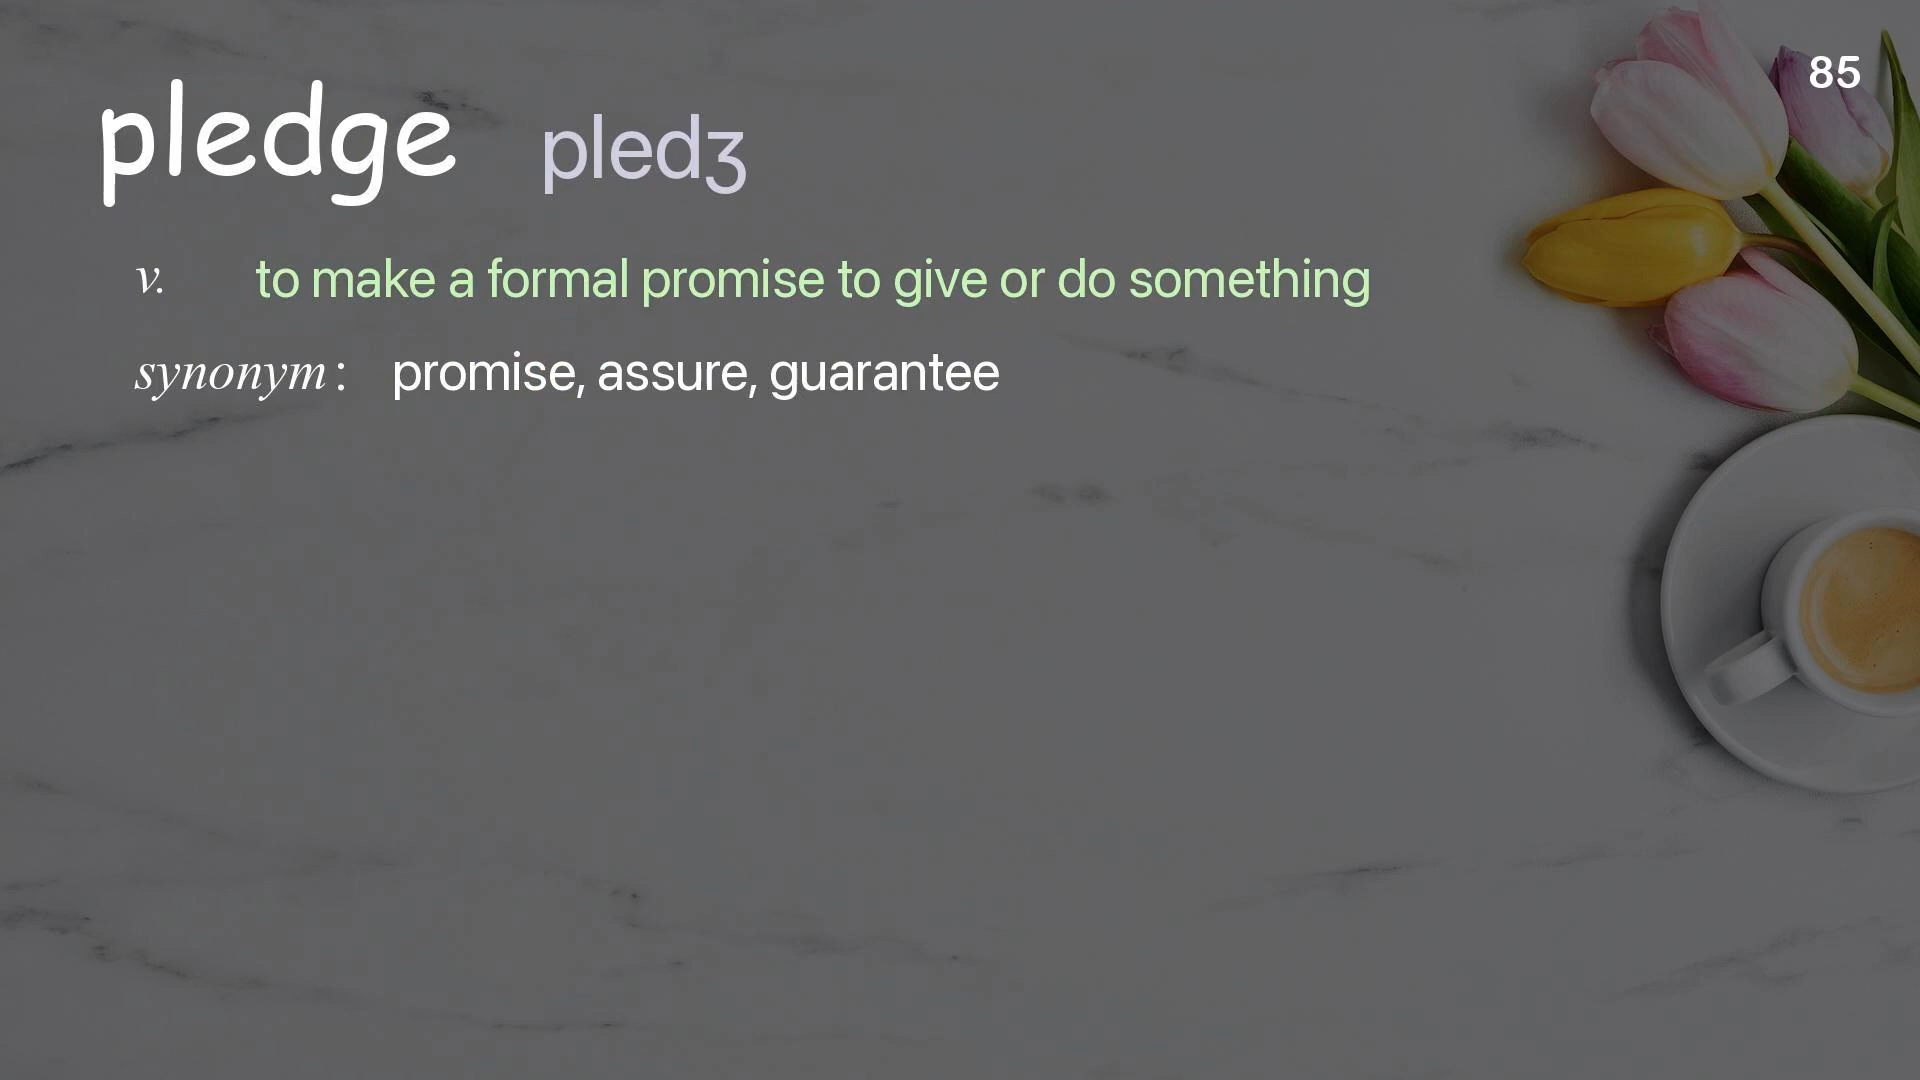 85
pledge pledʒ
v. to make a formal promise to give or do something
synonym: promise, assure, guarantee